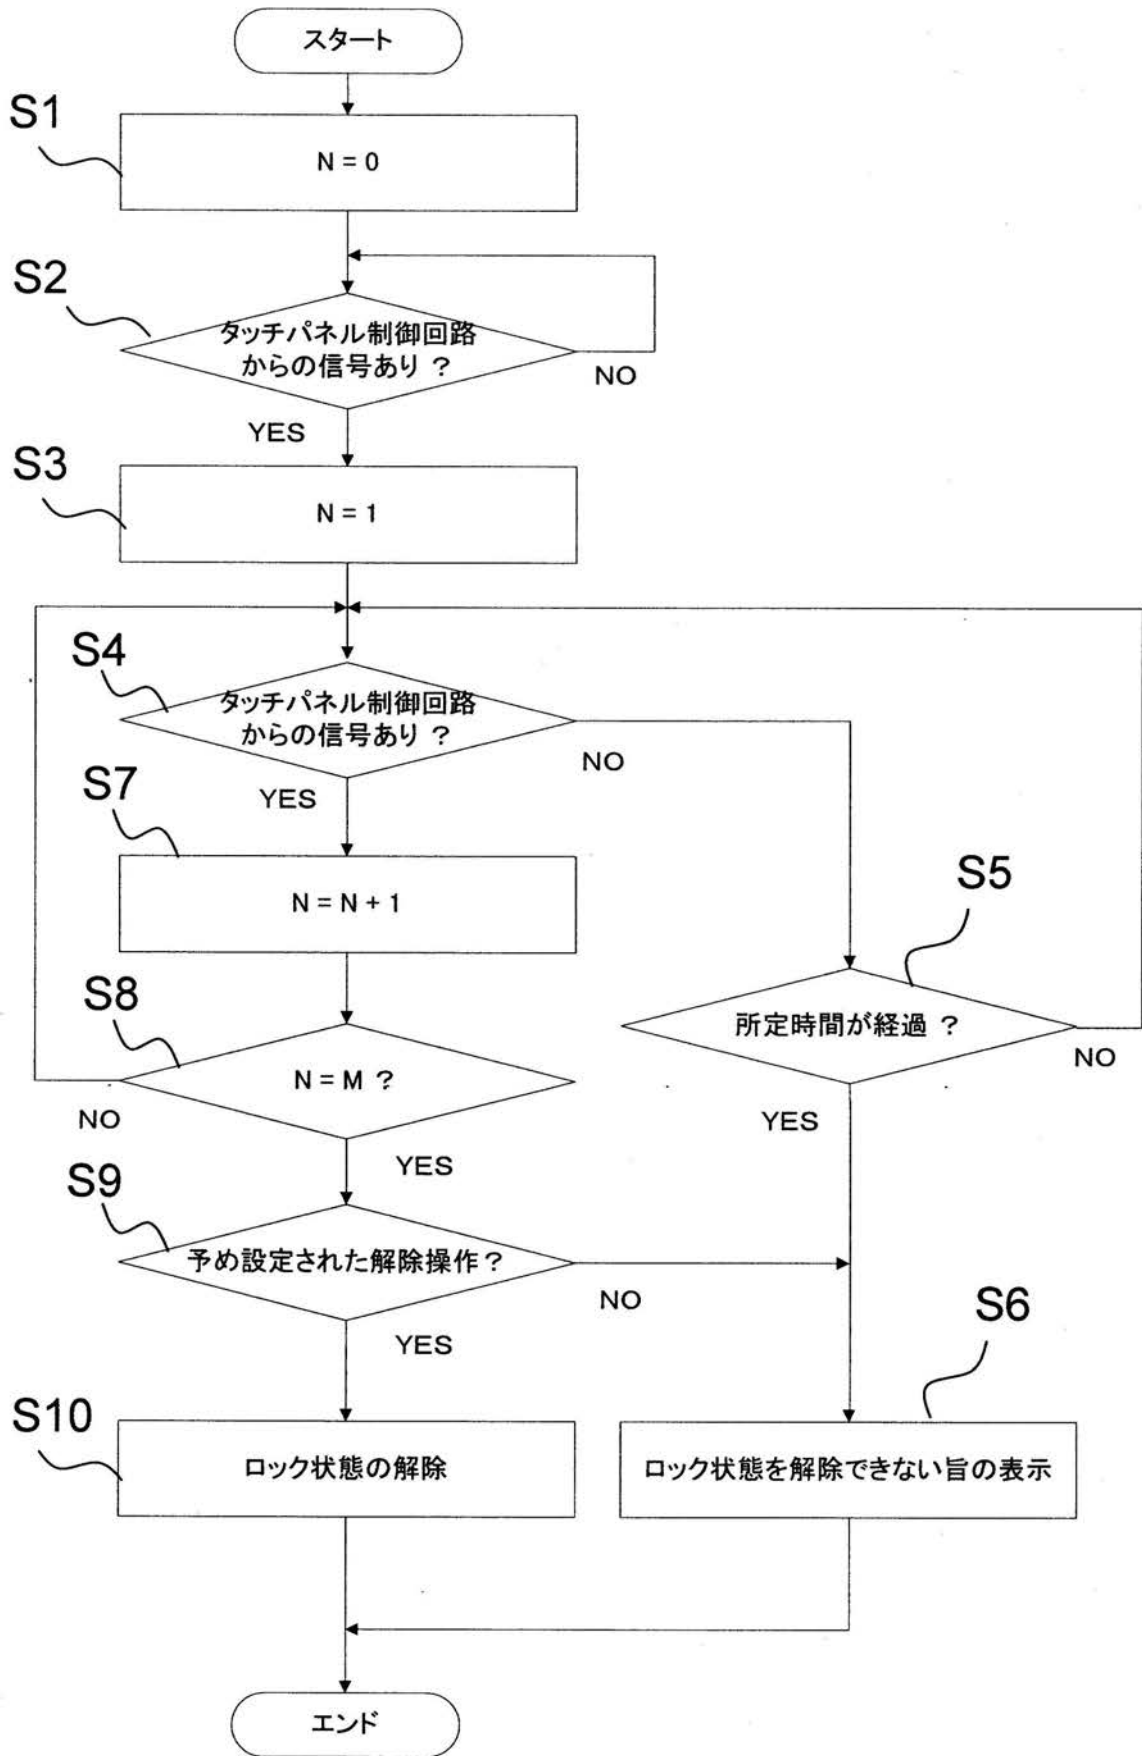 スタート
S1
N = 0
S2
タッチパネル制御回路
からの信号あり ?
NO
YES
S3
N = 1
S4
タッチパネル制御回路
からの信号あり ?
NO
YES
S7
N = N + 1
S5
所定時間が経過 ?
NO
YES
S8
N = M ?
NO
YES
S9
予め設定された解除操作?
NO
YES
S6
ロック状態を解除できない旨の表示
S10
ロック状態の解除
エンド